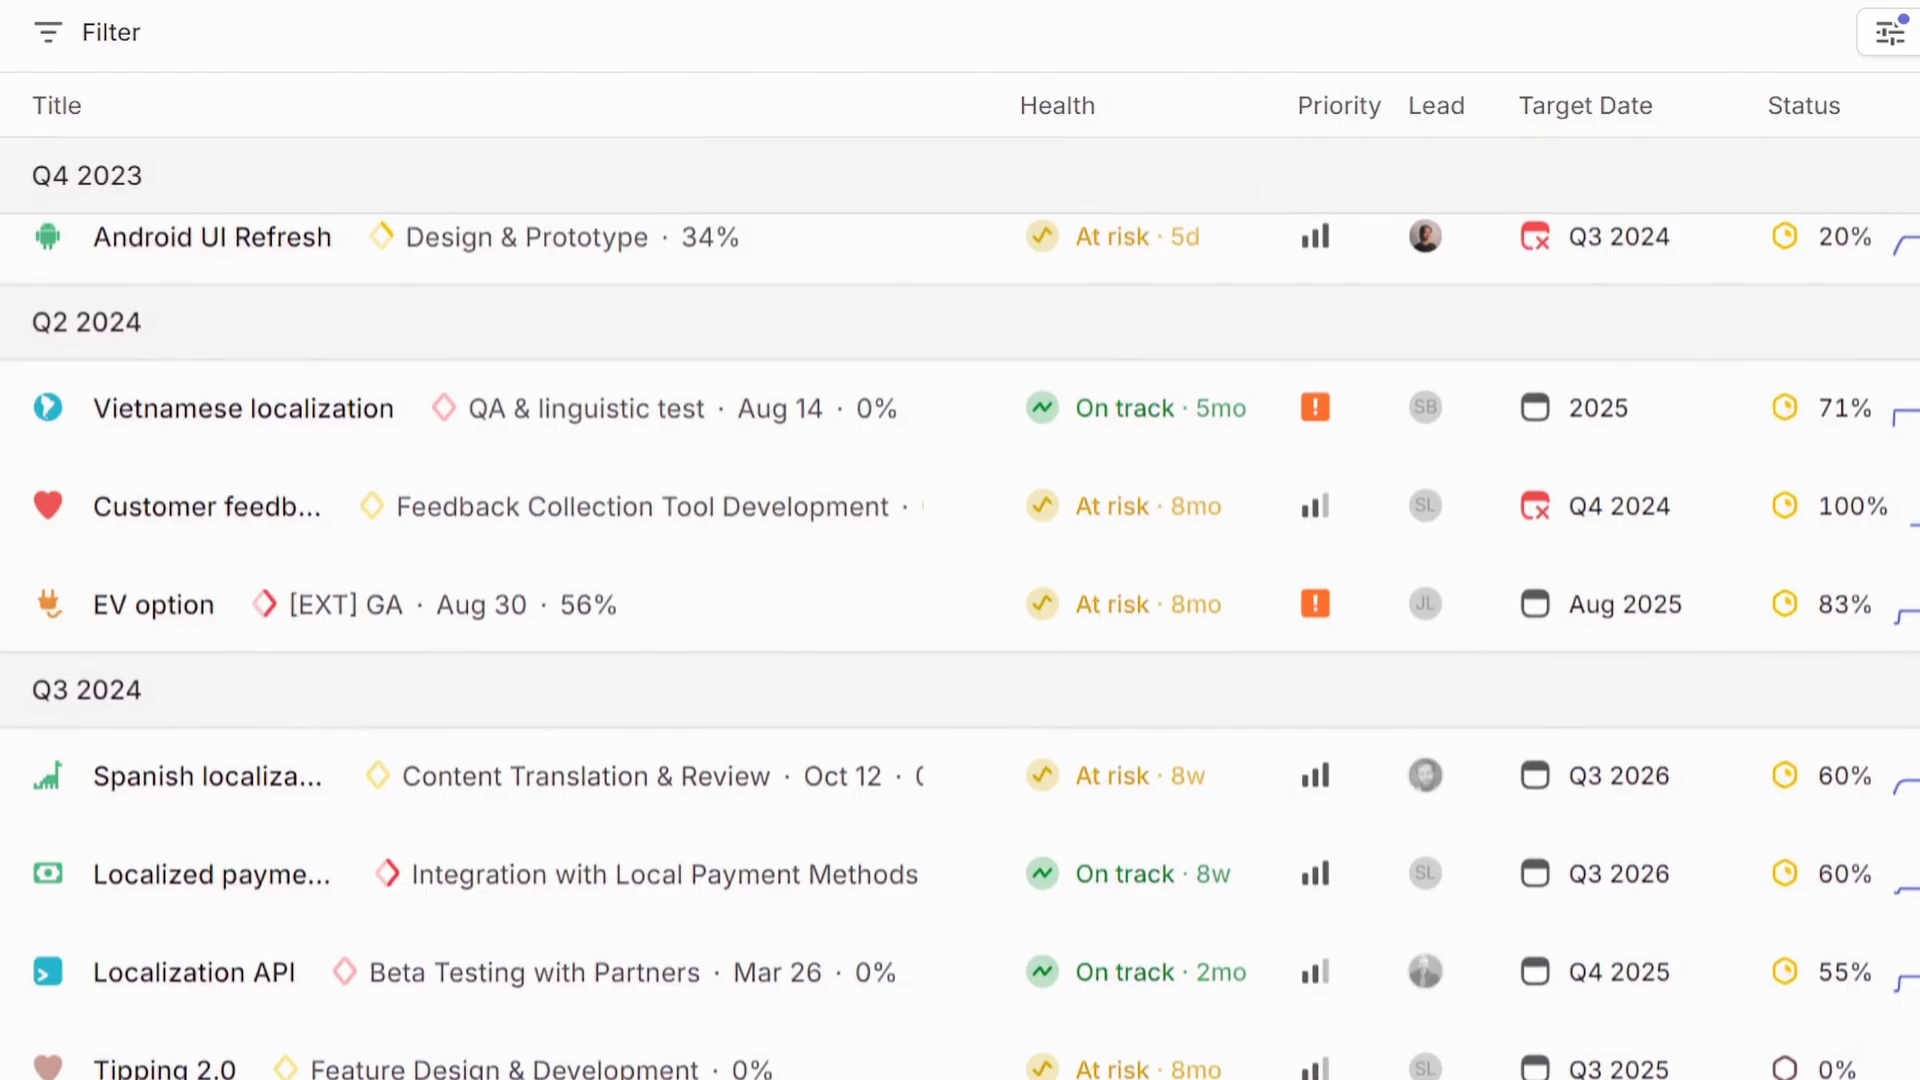 Filter
Title Health Priority Lead Target Date Status
Q4 2023
Android UI Refresh Design & Prototype · 34% At risk · 5d Q3 2024 20%
Q2 2024
Vietnamese localization QA & linguistic test · Aug 14 · 0% On track · 5mo ! SB 2025 71%
Customer feedb... Feedback Collection Tool Development · At risk · 8mo SL Q4 2024 100%
EV option [EXT] GA · Aug 30 · 56% At risk · 8mo ! JL Aug 2025 83%
Q3 2024
Spanish localiza... Content Translation & Review · Oct 12 · At risk · 8w Q3 2026 60%
Localized payme... Integration with Local Payment Methods On track · 8w SL Q3 2026 60%
Localization API Beta Testing with Partners · Mar 26 · 0% On track · 2mo Q4 2025 55%
Tipping 2.0 Feature Design & Development · 0% At risk · 8mo SL Q3 2025 0%